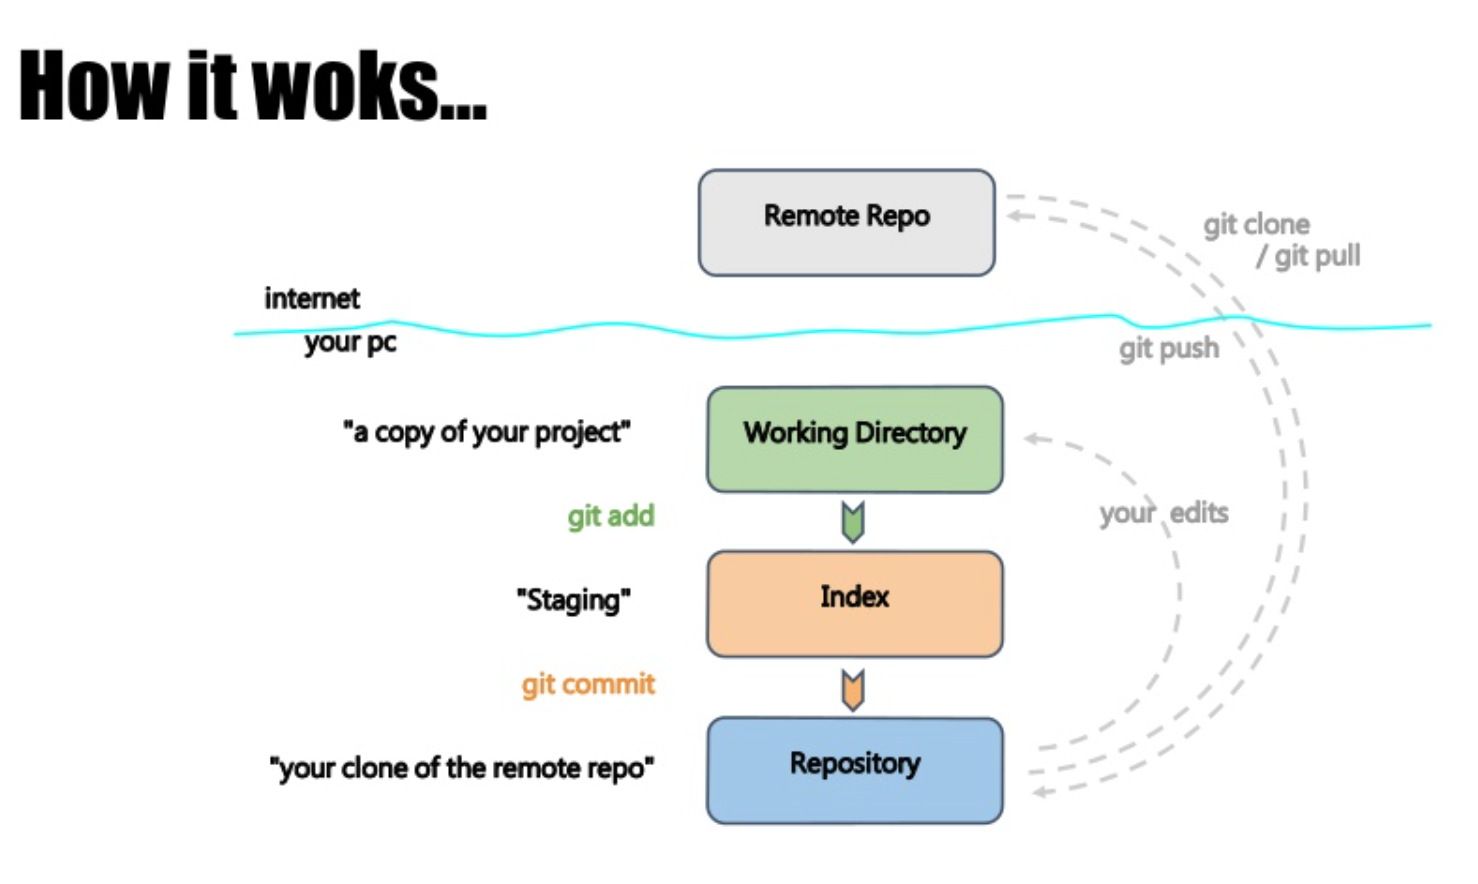 How it woks...
Remote Repo
git clone
/ git pull
internet
your pc
git push
"a copy of your project"
Working Directory
git add
your edits
"Staging"
Index
git commit
"your clone of the remote repo"
Repository